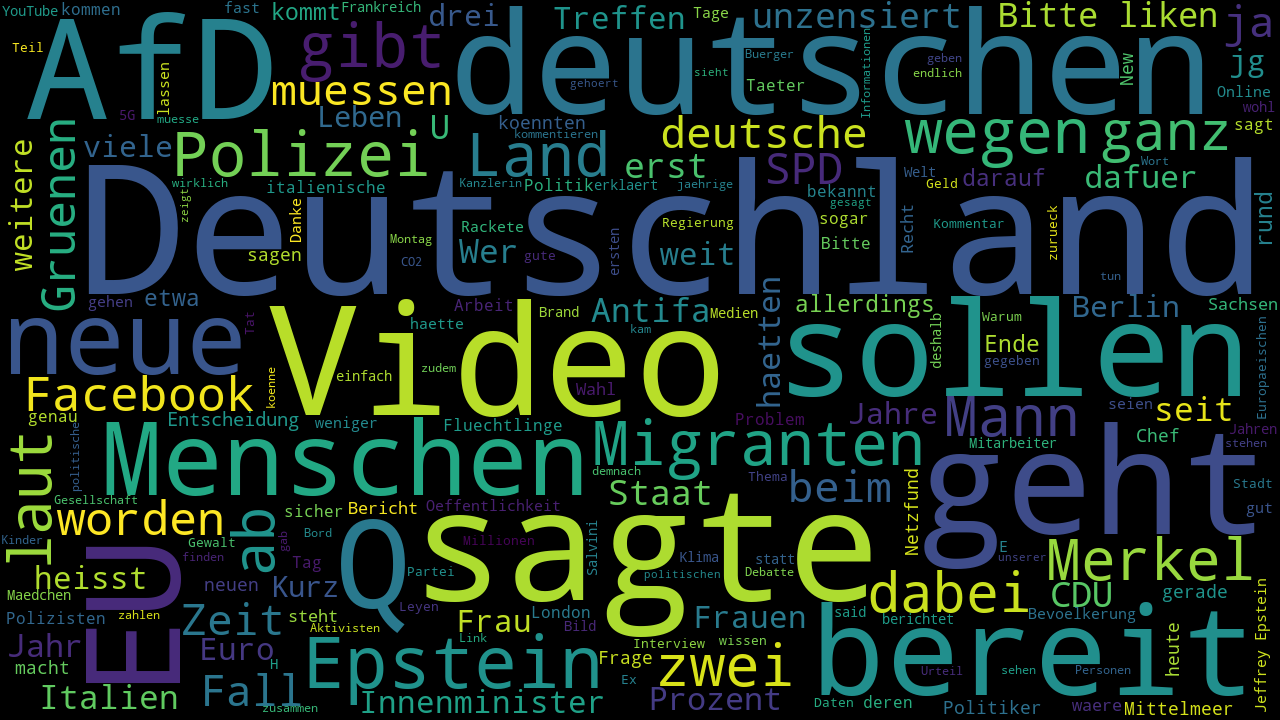 YouTube kommen fast kommt Frankreich drei Treffen Tage unzensiert Bitte liken ja
Teil AfD gibt deutschen jg
lassen muessen sieht Buerger Taeter gehoert Informationen geben endlich New Online
5G muesse Leben U koennten kommentieren deutsche wegen ganz wohl sagt
weitere Gruenen viele Polizei Land erst SPD darauf dafuer
wirklich italienische Kanzlerin Politik erklaert jaehrige bekannt Welt Geld Wort
zeigt Deutschland rund
Danke Rackete Regierung gesagt sogar Recht Kommentar zurueck
sagen Montag Wer gute ersten weit Bitte
CO2 tun
gehen etwa Arbeit Brand Antifa Medien haetten allerdings Berlin Sachsen
neue Tat Video haette kam sollen deshalb Warum Ende Europaeischen
einfach zudem gegeben
Facebook koenne Wahl Jahre Mann seien seit
genau Entscheidung weniger Fluechtlinge Problem Jahren
laut politische Menschen Migranten Mitarbeiter Chef stehen
demnach Thema geht
Gesellschaft Staat beim Stadt
worden ab sicher Bericht Oeffentlichkeit Netzfund gut
Kinder Gewalt gab Bord Q sagte Millionen Salvini
finden Tag Klima statt E unserer
heisst EU Partei politischen Debatte Merkel
Maedchen neuen Kurz Leyen dabei CDU gerade
Polizisten zahlen Zeit steht London Frauen said Bevoelkerung
Aktivisten Frau Bild berichtet
Jahr Euro Link Interview wissen bereit heute Jeffrey Epstein
macht H Epstein Frage zwei Urteil sehen Personen
Italien Fall Ex
zusammen Innenminister Prozent Daten deren Politiker waere Mittelmeer